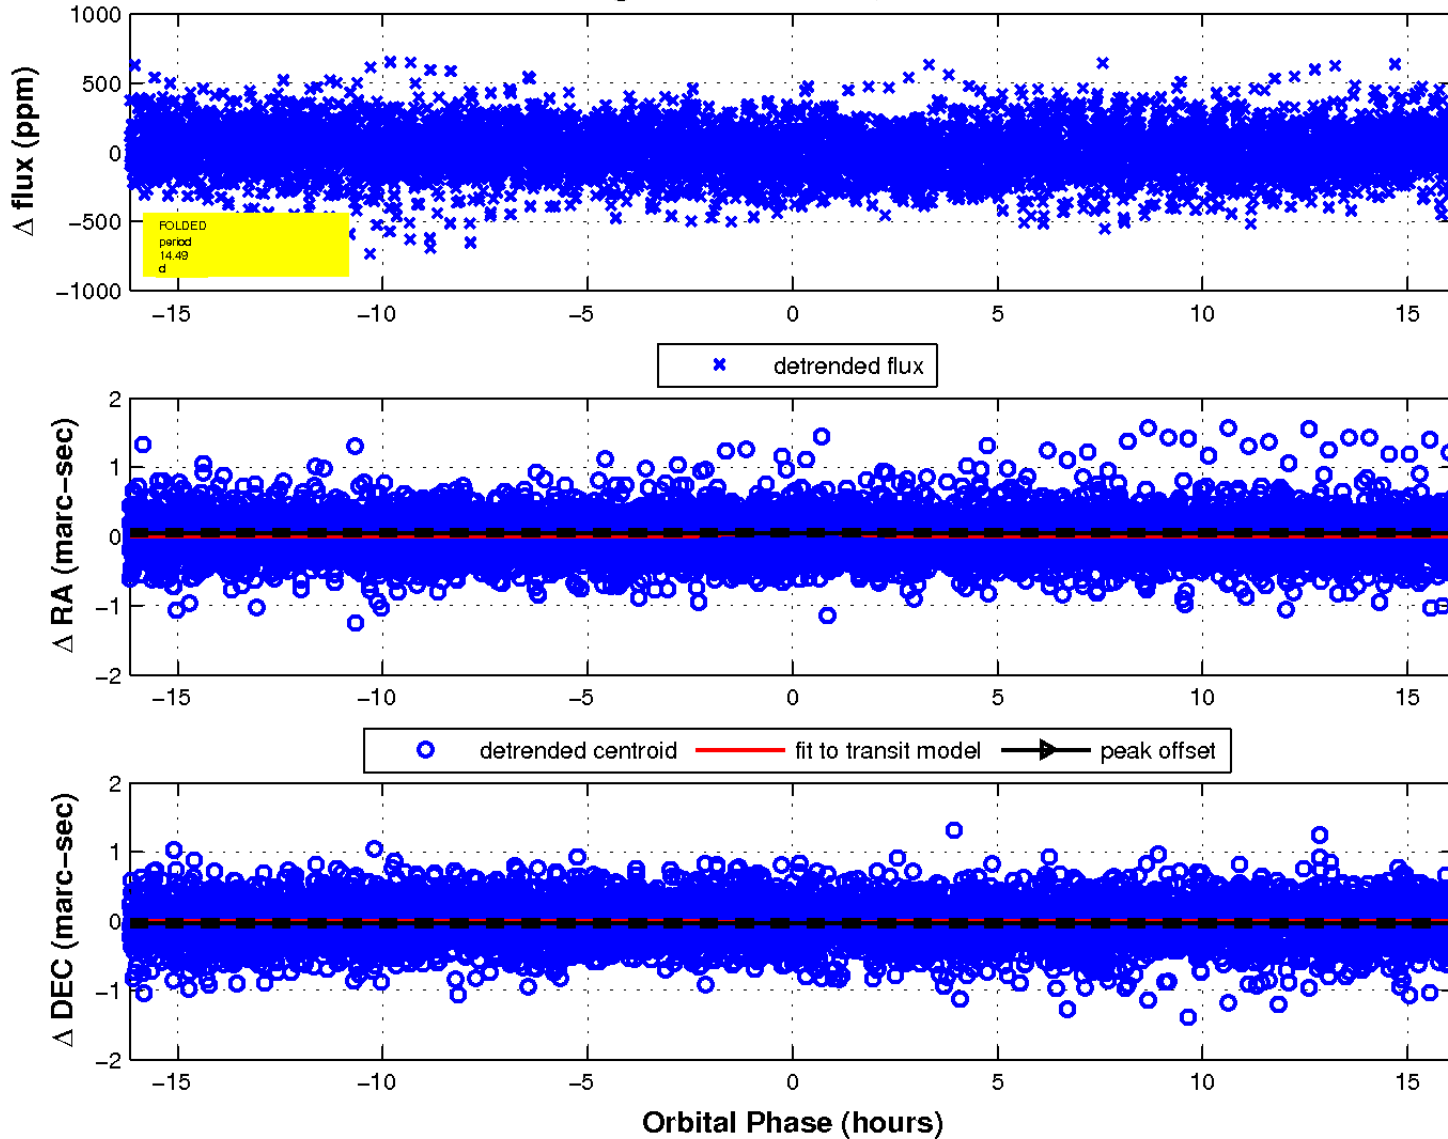 1000
500
0
−500
−1000
Δ flux (ppm)
FOLDED
period
14.49
d
−15 −10 −5 0 5 10 15
detrended flux
2
1
0
−1
−2
Δ RA (marc−sec)
−15 −10 −5 0 5 10 15
detrended centroid fit to transit model peak offset
2
1
0
−1
−2
Δ DEC (marc−sec)
−15 −10 −5 0 5 10 15
Orbital Phase (hours)